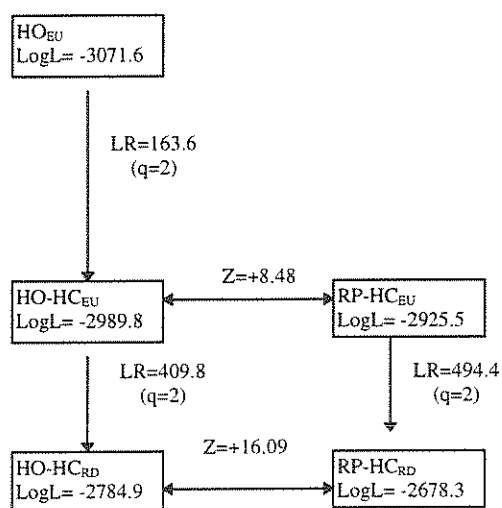 HO_EU
LogL= -3071.6
LR=163.6
(q=2)
Z=+8.48
HO-HC_EU
LogL= -2989.8
RP-HC_EU
LogL= -2925.5
LR=409.8
(q=2)
LR=494.4
(q=2)
Z=+16.09
HO-HC_RD
LogL= -2784.9
RP-HC_RD
LogL= -2678.3